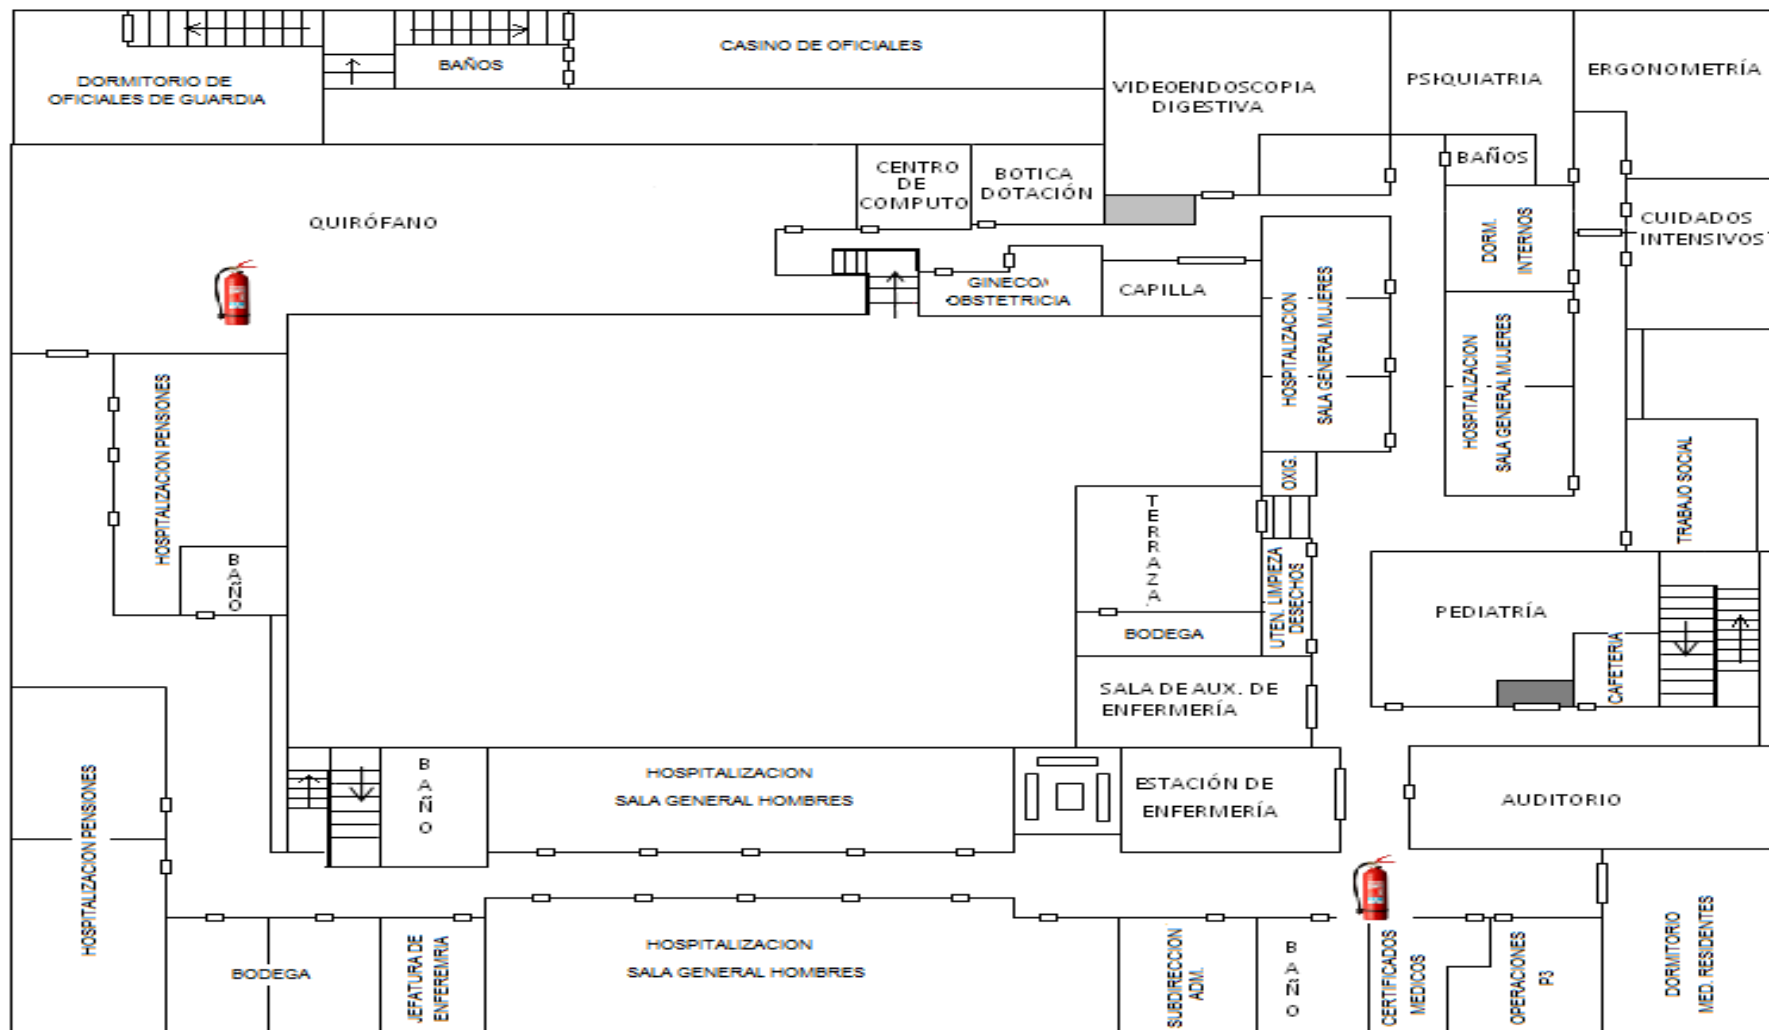 CASINO DE OFICIALES
BAÑOS
DORMITORIO DE
OFICIALES DE GUARDIA
VIDEOENDOSCOPIA
DIGESTIVA
PSIQUIATRIA
ERGONOMETRÍA
CENTRO
DE
COMPUTO
BOTICA
DOTACIÓN
BAÑOS
QUIRÓFANO
DORM.
INTERNOS
CUIDADOS
INTENSIVOS
GINECO/
OBSTETRICIA
CAPILLA
HOSPITALIZACION
SALA GENERAL MUJERES
HOSPITALIZACION
SALA GENERAL MUJERES
HOSPITALIZACION PENSIONES
BAÑO
OXIG.
TERRAZA
TRABAJO SOCIAL
UTEN. LIMPIEZA
DESECHOS
BODEGA
PEDIATRÍA
CAFETERIA
SALA DE AUX. DE
ENFERMERÍA
HOSPITALIZACION PENSIONES
BAÑO
HOSPITALIZACION
SALA GENERAL HOMBRES
ESTACIÓN DE
ENFERMERÍA
AUDITORIO
BODEGA
JEFATURA DE
ENFEREMRIA
HOSPITALIZACION
SALA GENERAL HOMBRES
SUBDIRECCION
ADM.
BAÑO
CERTIFICADOS
MEDICOS
OPERACIONES
P3
DORMITORIO
MED. RESIDENTES